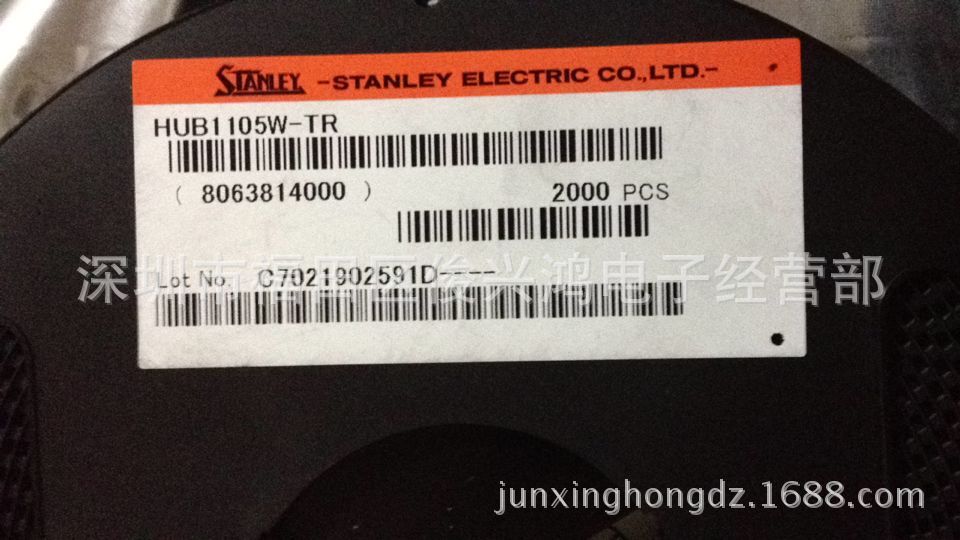 STANLEY -STANLEY ELECTRIC CO.,LTD.-
HUB1105W-TR
( 8063814000 ) 2000 PCS
Lot No. C7021902591D----
深圳市福田区俊兴鸿电子经营部
junxinghongdz.1688.com